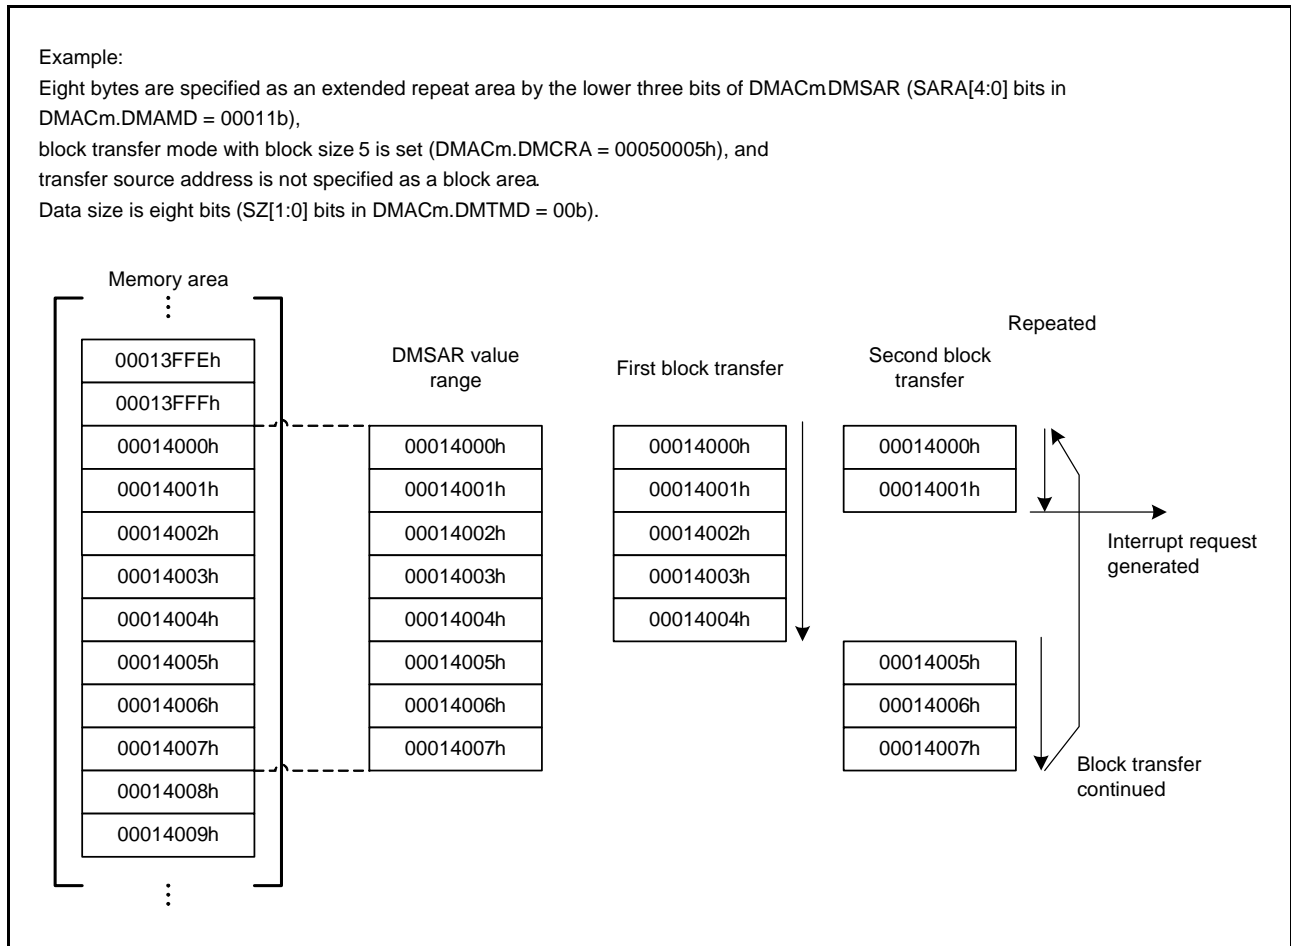 Example:
Eight bytes are specified as an extended repeat area by the lower three bits of DMACm.DMSAR (SARA[4:0] bits in
DMACm.DMAMD = 00011b),
block transfer mode with block size 5 is set (DMACm.DMCRA = 00050005h), and
transfer source address is not specified as a block area.
Data size is eight bits (SZ[1:0] bits in DMACm.DMTMD = 00b).
Memory area
00013FFEh
00013FFFh
00014000h
00014001h
00014002h
00014003h
00014004h
00014005h
00014006h
00014007h
00014008h
00014009h
DMSAR value
range
00014000h
00014001h
00014002h
00014003h
00014004h
00014005h
00014006h
00014007h
First block transfer
00014000h
00014001h
00014002h
00014003h
00014004h
Second block
transfer
00014000h
00014001h
00014005h
00014006h
00014007h
Repeated
Interrupt request
generated
Block transfer
continued